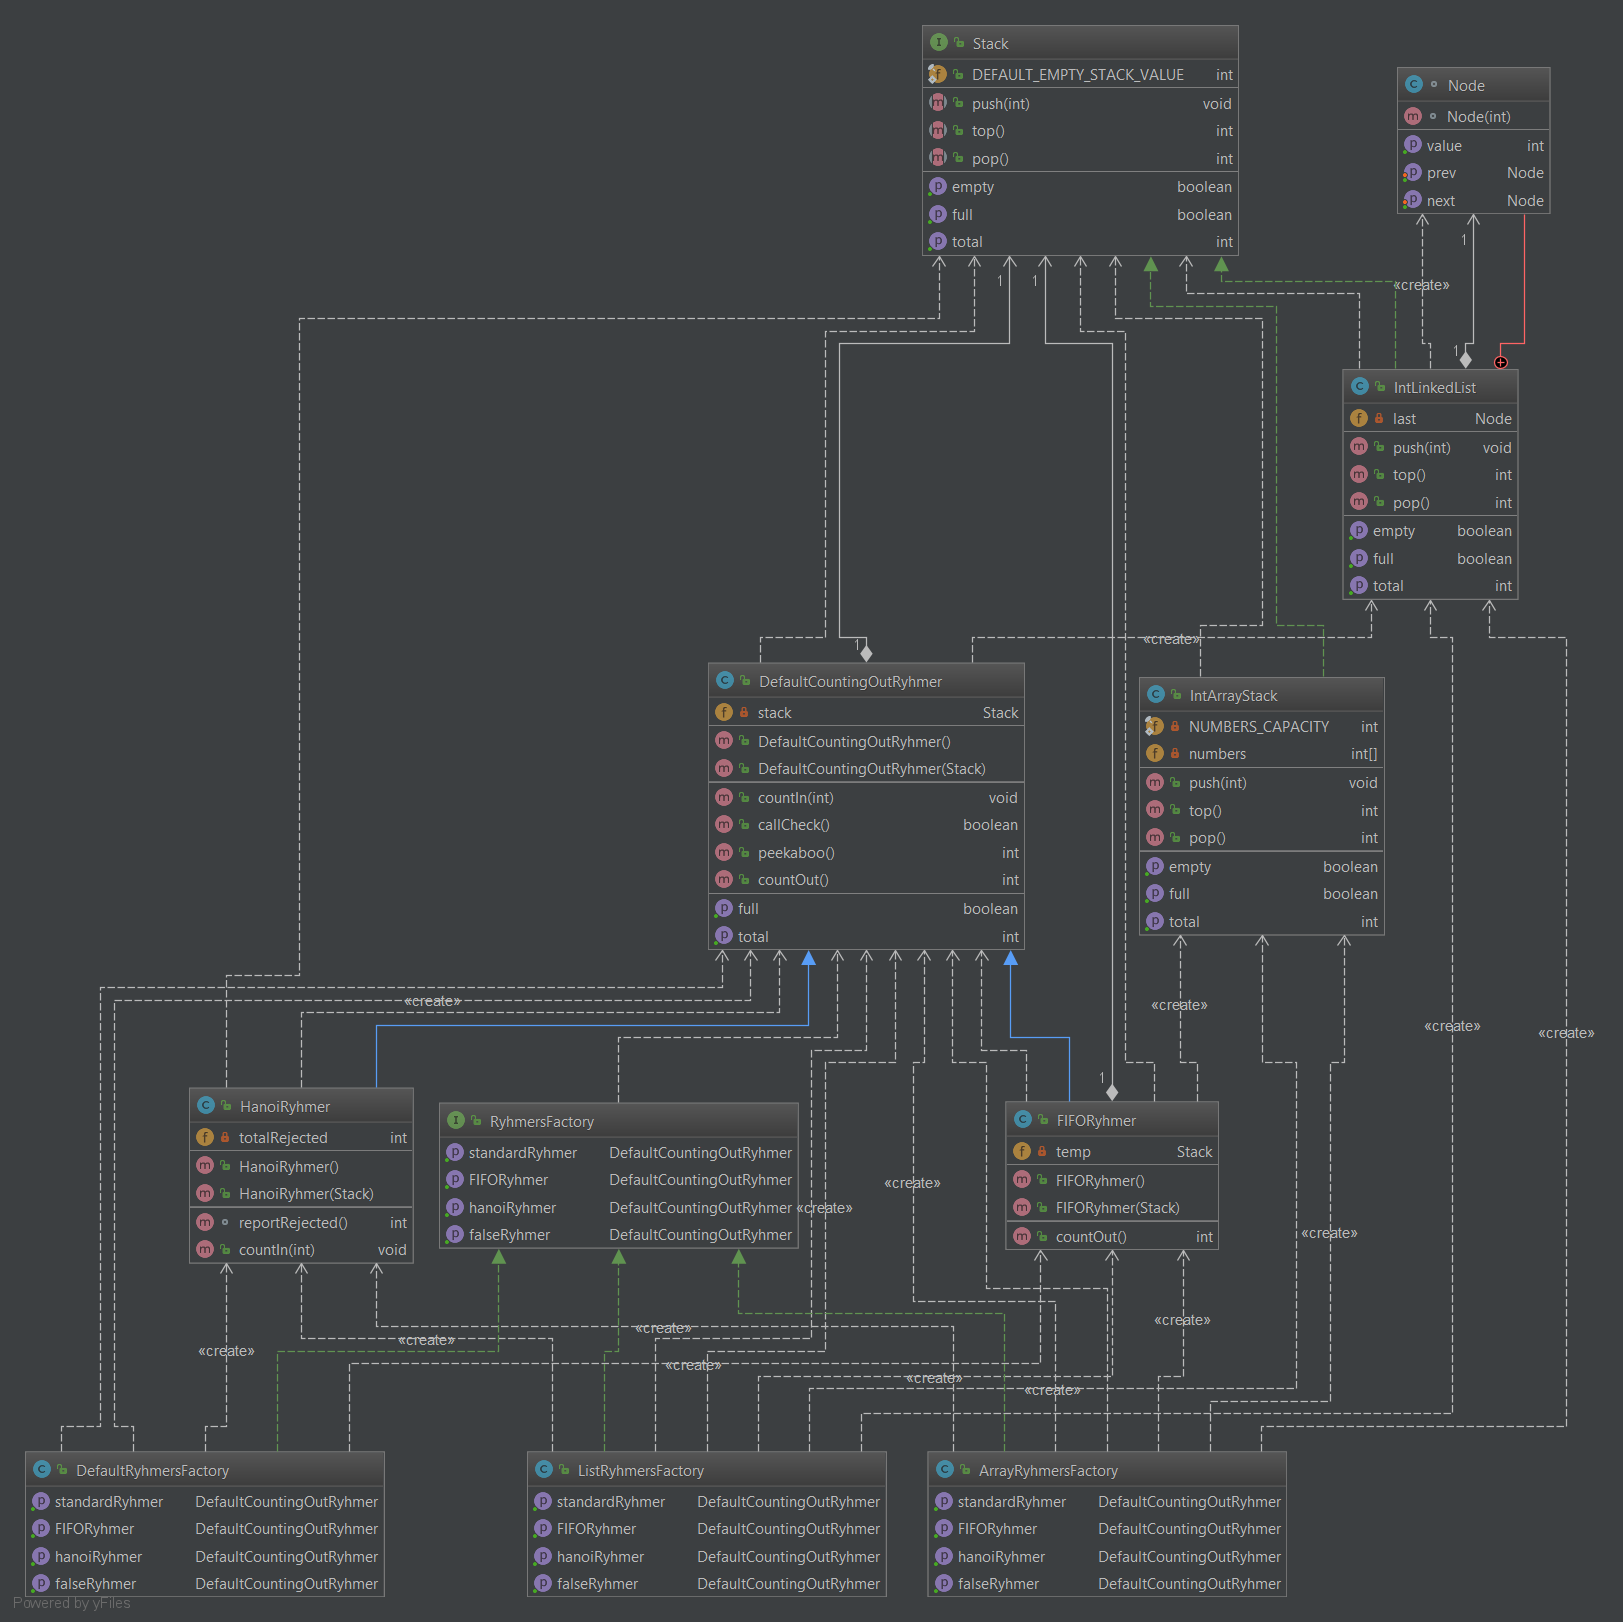 Stack
DEFAULT_EMPTY_STACK_VALUE int
push(int) void
top() int
pop() int
empty boolean
full boolean
total int
Node
Node(int)
value int
prev Node
next Node
1
1
1
«create»
1
IntLinkedList
last Node
push(int) void
top() int
pop() int
empty boolean
full boolean
total int
1
«create»
DefaultCountingOutRyhmer
stack Stack
DefaultCountingOutRyhmer()
DefaultCountingOutRyhmer(Stack)
countIn(int) void
callCheck() boolean
peekaboo() int
countOut() int
full boolean
total int
IntArrayStack
NUMBERS_CAPACITY int
numbers int[]
push(int) void
top() int
pop() int
empty boolean
full boolean
total int
«create»
«create»
«create»
«create»
1
HanoiRyhmer
totalRejected int
HanoiRyhmer()
HanoiRyhmer(Stack)
reportRejected() int
countIn(int) void
RyhmersFactory
standardRyhmer DefaultCountingOutRyhmer
FIFORyhmer DefaultCountingOutRyhmer
hanoiRyhmer DefaultCountingOutRyhmer
falseRyhmer DefaultCountingOutRyhmer
«create»
«create»
FIFORyhmer
temp Stack
FIFORyhmer()
FIFORyhmer(Stack)
countOut() int
«create»
«create»
«create»
«create»
«create»
«create»
«create»
«create»
DefaultRyhmersFactory
standardRyhmer DefaultCountingOutRyhmer
FIFORyhmer DefaultCountingOutRyhmer
hanoiRyhmer DefaultCountingOutRyhmer
falseRyhmer DefaultCountingOutRyhmer
ListRyhmersFactory
standardRyhmer DefaultCountingOutRyhmer
FIFORyhmer DefaultCountingOutRyhmer
hanoiRyhmer DefaultCountingOutRyhmer
falseRyhmer DefaultCountingOutRyhmer
ArrayRyhmersFactory
standardRyhmer DefaultCountingOutRyhmer
FIFORyhmer DefaultCountingOutRyhmer
hanoiRyhmer DefaultCountingOutRyhmer
falseRyhmer DefaultCountingOutRyhmer
Powered by yFiles